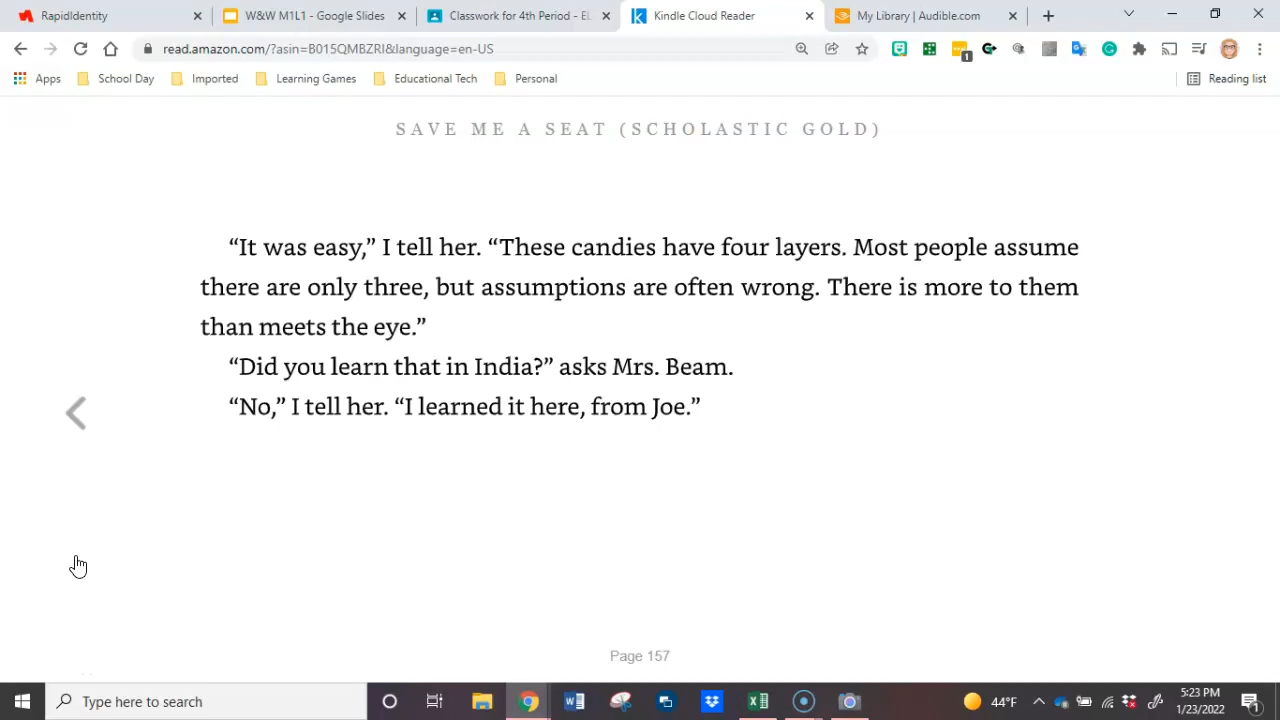 RapidIdentity
W&W M1L1 - Google Slides
Classwork for 4th Period - EL
Kindle Cloud Reader
My Library | Audible.com
read.amazon.com/?asin=B015QMBZRI&language=en-US
1
Apps
School Day
Imported
Learning Games
Educational Tech
Personal
Reading list
SAVE ME A SEAT (SCHOLASTIC GOLD)
“It was easy,” I tell her. “These candies have four layers. Most people assume
there are only three, but assumptions are often wrong. There is more to them
than meets the eye.”
“Did you learn that in India?” asks Mrs. Beam.
“No,” I tell her. “I learned it here, from Joe.”
Page 157
Type here to search
44°F
5:23 PM
1/23/2022
1